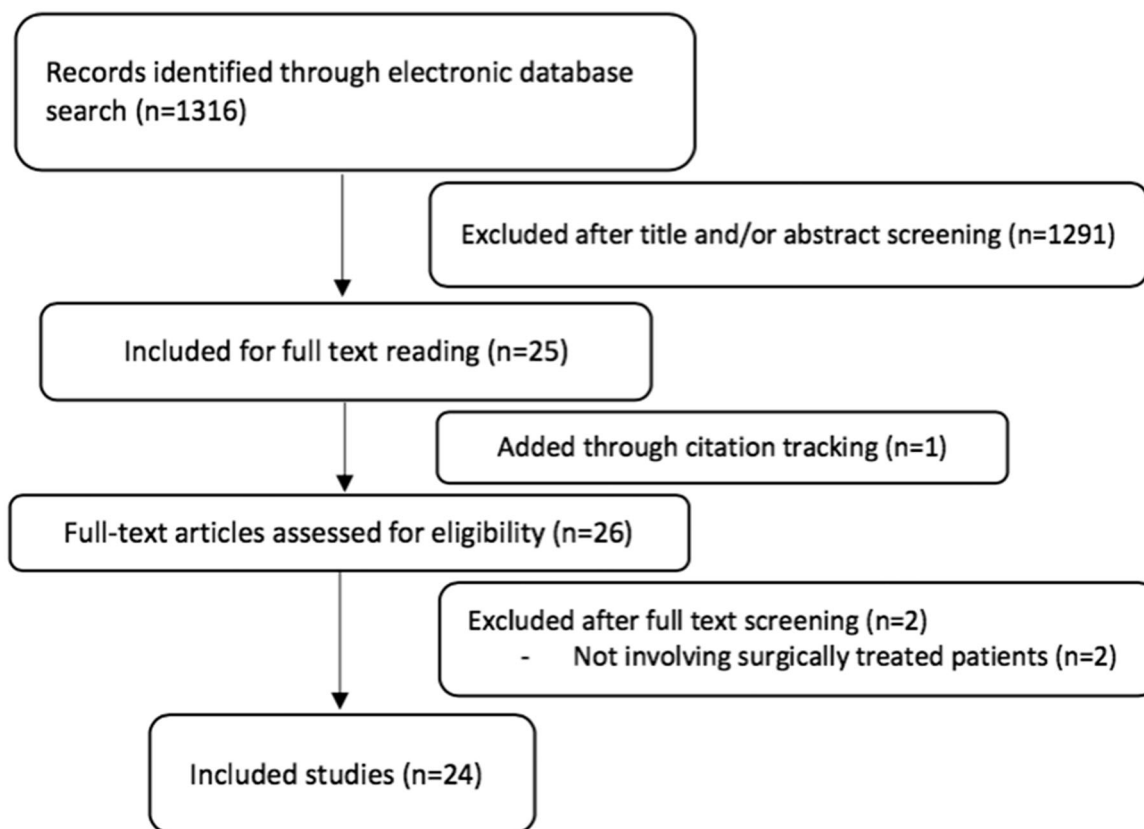 Records identified through electronic database
search (n=1316)
Excluded after title and/or abstract screening (n=1291)
Included for full text reading (n=25)
Added through citation tracking (n=1)
Full-text articles assessed for eligibility (n=26)
Excluded after full text screening (n=2)
- Not involving surgically treated patients (n=2)
Included studies (n=24)